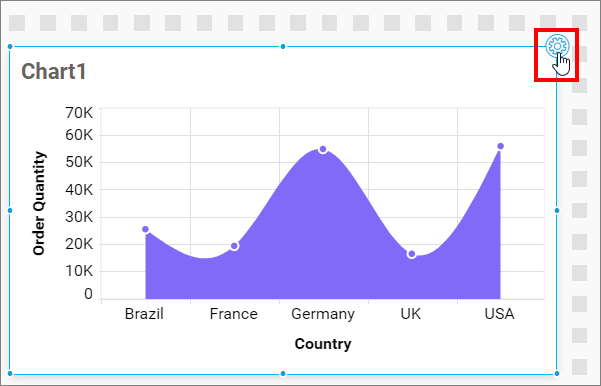 Chart1
70K
60K
50K
40K
30K
20K
10K
0
Order Quantity
Brazil France Germany UK USA
Country